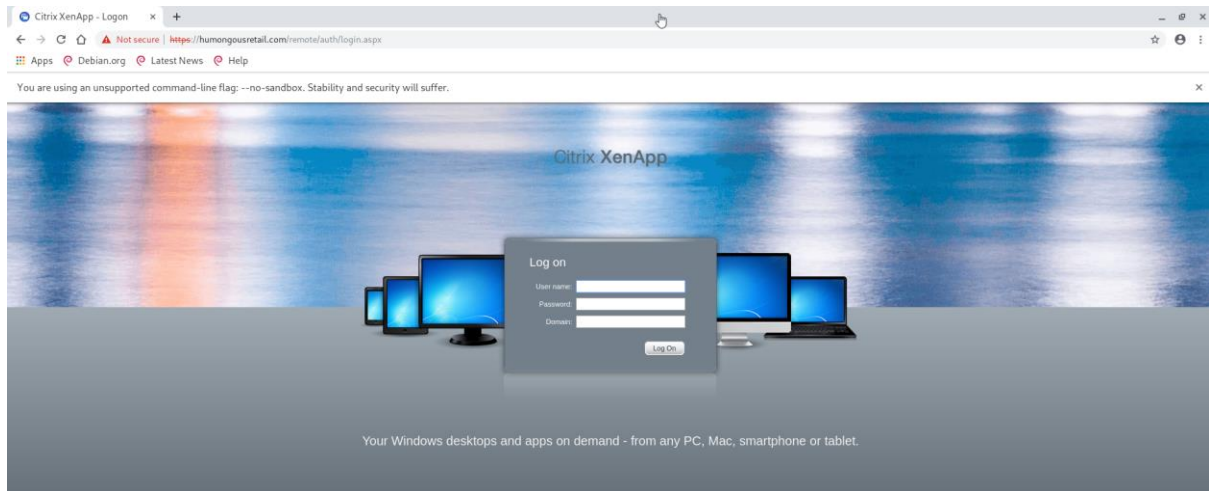 Citrix XenApp - Logon
Not secure | https://humongousretail.com/remote/auth/login.aspx
Apps Debian.org Latest News Help
You are using an unsupported command-line flag: --no-sandbox. Stability and security will suffer.
Citrix XenApp
Log on
User name:
Password:
Domain:
Log On
Your Windows desktops and apps on demand - from any PC, Mac, smartphone or tablet.